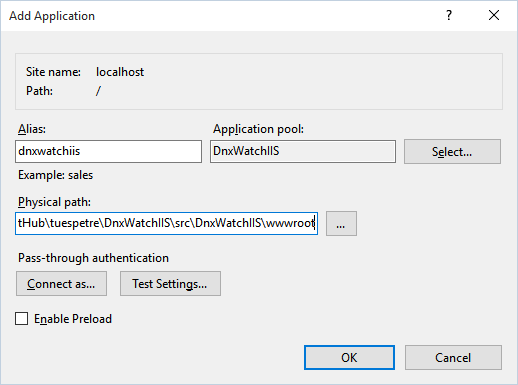 Add Application
?
Site name: localhost
Path: /
Alias: Application pool:
dnxwatchiis DnxWatchIIS Select...
Example: sales
Physical path:
tHub\tuespetre\DnxWatchIIS\src\DnxWatchIIS\wwwroot ...
Pass-through authentication
Connect as... Test Settings...
Enable Preload
OK Cancel